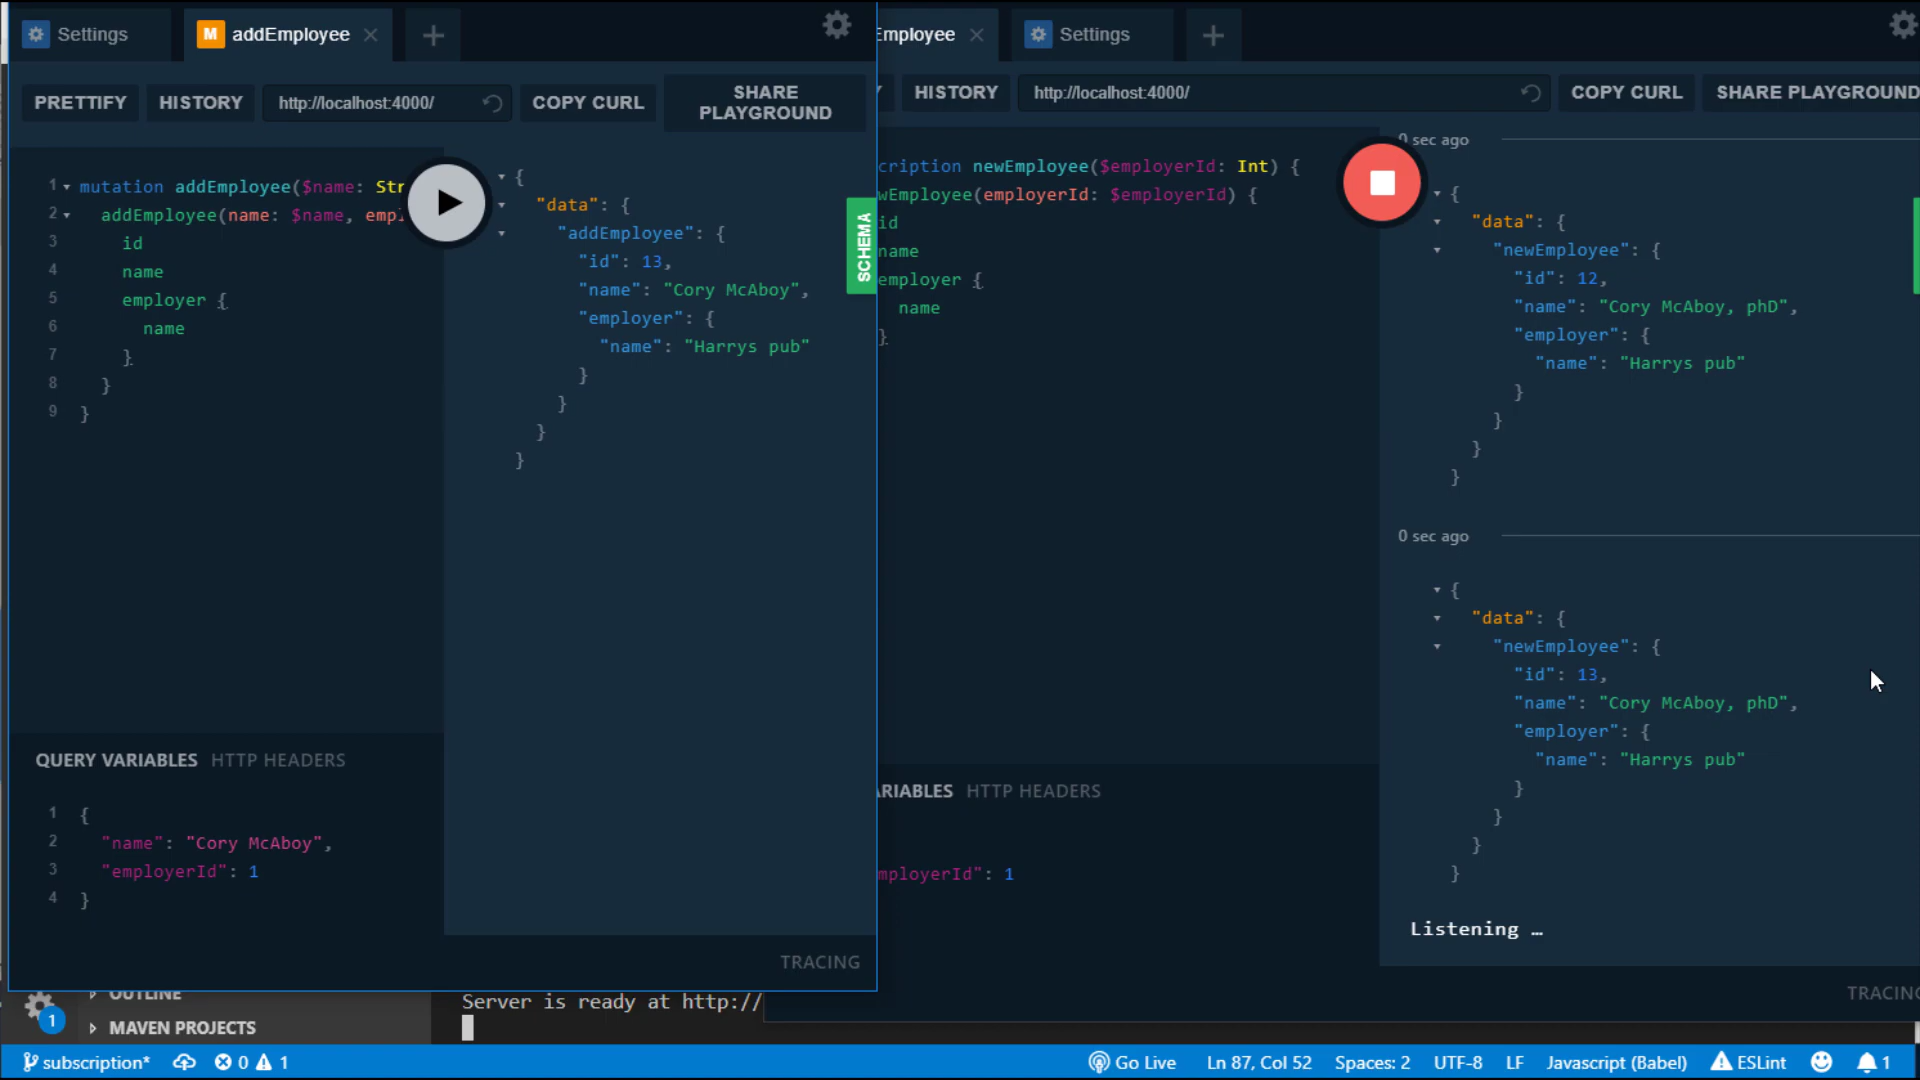 Settings
M addEmployee
Employee
Settings
PRETTIFY
HISTORY
http://localhost:4000/
COPY CURL
SHARE PLAYGROUND
1 mutation addEmployee($name: Str
2 addEmployee(name: $name, empl
3 id
4 name
5 employer {
6 name
7 }
8 }
9 }
{
"data": {
"addEmployee": {
"id": 13,
"name": "Cory McAboy",
"employer": {
"name": "Harrys pub"
}
}
}
}
SCHEMA
QUERY VARIABLES HTTP HEADERS
1 {
2 "name": "Cory McAboy",
3 "employerId": 1
4 }
TRACING
Y
HISTORY
http://localhost:4000/
COPY CURL
SHARE PLAYGROUND
cription newEmployee($employerId: Int) {
wEmployee(employerId: $employerId) {
id
name
employer {
name
}
ARIABLES HTTP HEADERS
mployerId": 1
0 sec ago
{
"data": {
"newEmployee": {
"id": 12,
"name": "Cory McAboy, phD",
"employer": {
"name": "Harrys pub"
}
}
}
}
0 sec ago
{
"data": {
"newEmployee": {
"id": 13,
"name": "Cory McAboy, phD",
"employer": {
"name": "Harrys pub"
}
}
}
}
Listening …
TRACING
OUTLINE
MAVEN PROJECTS
1
Server is ready at http://
subscription*
0
1
Go Live
Ln 87, Col 52
Spaces: 2
UTF-8
LF
Javascript (Babel)
ESLint
1